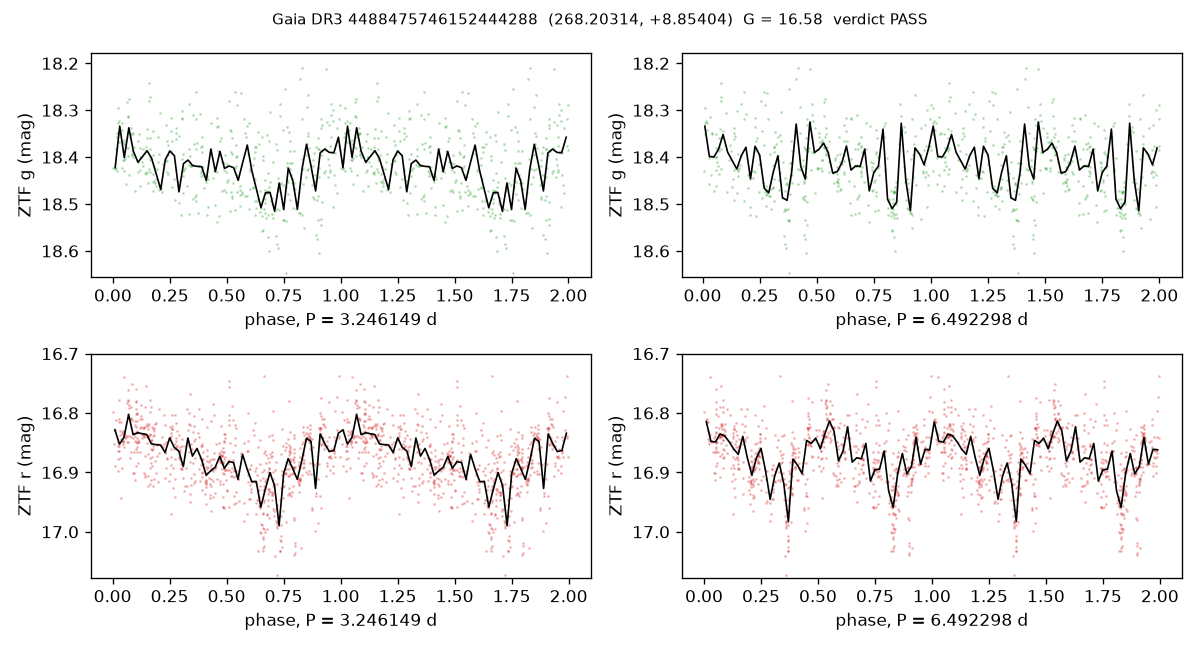 Gaia DR3 4488475746152444288 (268.20314, +8.85404) G = 16.58 verdict PASS
ZTF g (mag)
18.2
18.3
18.4
18.5
18.6
0.00 0.25 0.50 0.75 1.00 1.25 1.50 1.75 2.00
phase, P = 3.246149 d
ZTF g (mag)
18.2
18.3
18.4
18.5
18.6
0.00 0.25 0.50 0.75 1.00 1.25 1.50 1.75 2.00
phase, P = 6.492298 d
ZTF r (mag)
16.7
16.8
16.9
17.0
0.00 0.25 0.50 0.75 1.00 1.25 1.50 1.75 2.00
phase, P = 3.246149 d
ZTF r (mag)
16.7
16.8
16.9
17.0
0.00 0.25 0.50 0.75 1.00 1.25 1.50 1.75 2.00
phase, P = 6.492298 d